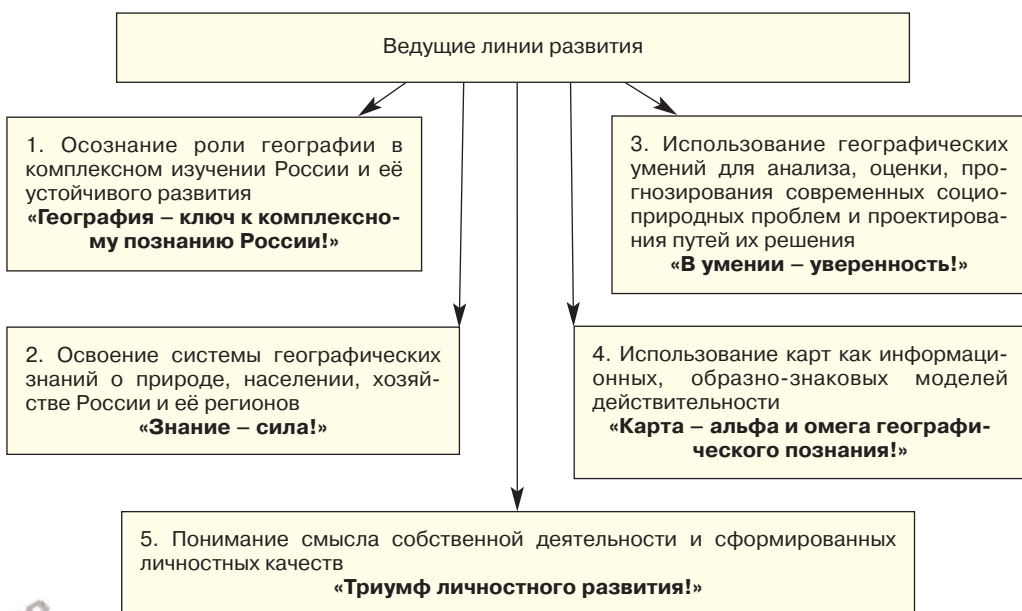 Ведущие линии развития
1. Осознание роли географии в
комплексном изучении России и её
устойчивого развития
«География – ключ к комплексно-
му познанию России!»
2. Освоение системы географических
знаний о природе, населении, хозяй-
стве России и её регионов
«Знание – сила!»
3. Использование географических
умений для анализа, оценки, про-
гнозирования современных социо-
природных проблем и проектирова-
ния путей их решения
«В умении – уверенность!»
4. Использование карт как информаци-
онных, образно-знаковых моделей
действительности
«Карта – альфа и омега географи-
ческого познания!»
5. Понимание смысла собственной деятельности и сформированных
личностных качеств
«Триумф личностного развития!»